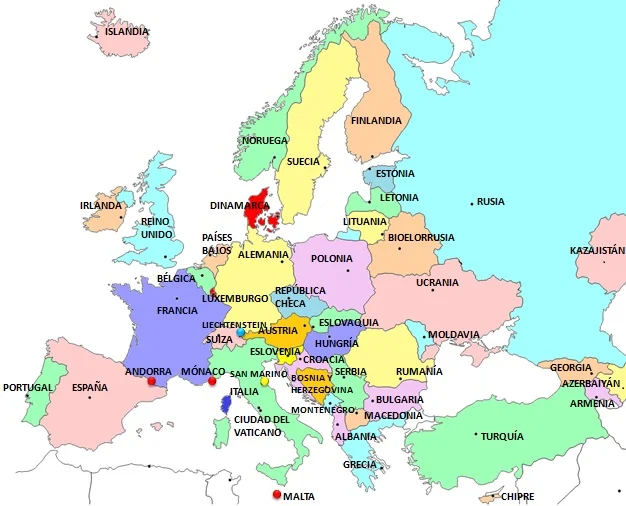 ISLANDIA
FINLANDIA
NORUEGA
SUECIA
ESTONIA
LETONIA
RUSIA
DINAMARCA
IRLANDA
REINO
UNIDO
LITUANIA
BIOELORRUSIA
PAÍSES
BAJOS
ALEMANIA
POLONIA
KAZAJISTÁN
BÉLGICA
UCRANIA
REPÚBLICA
CHECA
LUXEMBURGO
FRANCIA
LIECHTENSTEIN
AUSTRIA
ESLOVAQUIA
SUÍZA
HUNGRÍA
MOLDAVIA
ESLOVENIA
CROACIA
ANDORRA
MÓNACO
SAN MARINO
SERBIA
RUMANÍA
GEORGIA
PORTUGAL
ESPAÑA
BOSNIA Y
HERZEGOVINA
AZERBAIYÁN
ITALIA
BULGARIA
ARMENIA
MONTENEGRO
MACEDONIA
CIUDAD DEL
VATICANO
ALBANIA
TURQUÍA
GRECIA
MALTA
CHIPRE